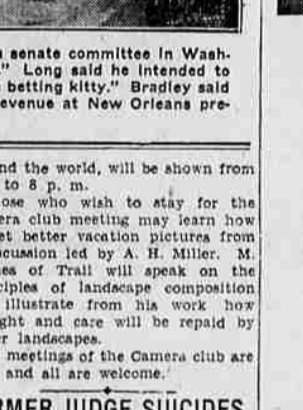 senate committee in Wash-
" Long said he intended to
betting kitty." Bradley said
evenue at New Orleans pre-
nd the world, will be shown from
to 8 p. m.
ose who wish to stay for the
era club meeting may learn how
et better vacation pictures from
cussion led by A. H. Miller. M.
es of Trail will speak on the
ciples of landscape composition
illustrate from his work how
ght and care will be repaid by
r landscapes.
meetings of the Camera club are
and all are welcome.
RMER JUDGE SUICIDES